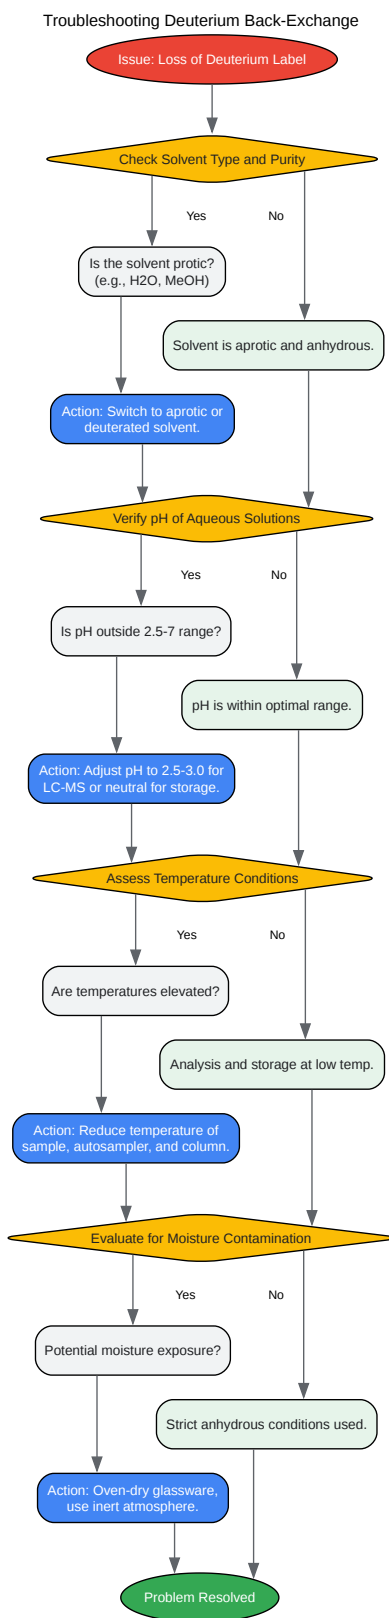 Troubleshooting Deuterium Back-Exchange
Issue: Loss of Deuterium Label
Check Solvent Type and Purity
Yes
No
Is the solvent protic?
(e.g., H2O, MeOH)
Solvent is aprotic and anhydrous.
Action: Switch to aprotic or
deuterated solvent.
Verify pH of Aqueous Solutions
Yes
No
Is pH outside 2.5-7 range?
pH is within optimal range.
Action: Adjust pH to 2.5-3.0 for
LC-MS or neutral for storage.
Assess Temperature Conditions
Yes
No
Are temperatures elevated?
Analysis and storage at low temp.
Action: Reduce temperature of
sample, autosampler, and column.
Evaluate for Moisture Contamination
Yes
No
Potential moisture exposure?
Strict anhydrous conditions used.
Action: Oven-dry glassware,
use inert atmosphere.
Problem Resolved